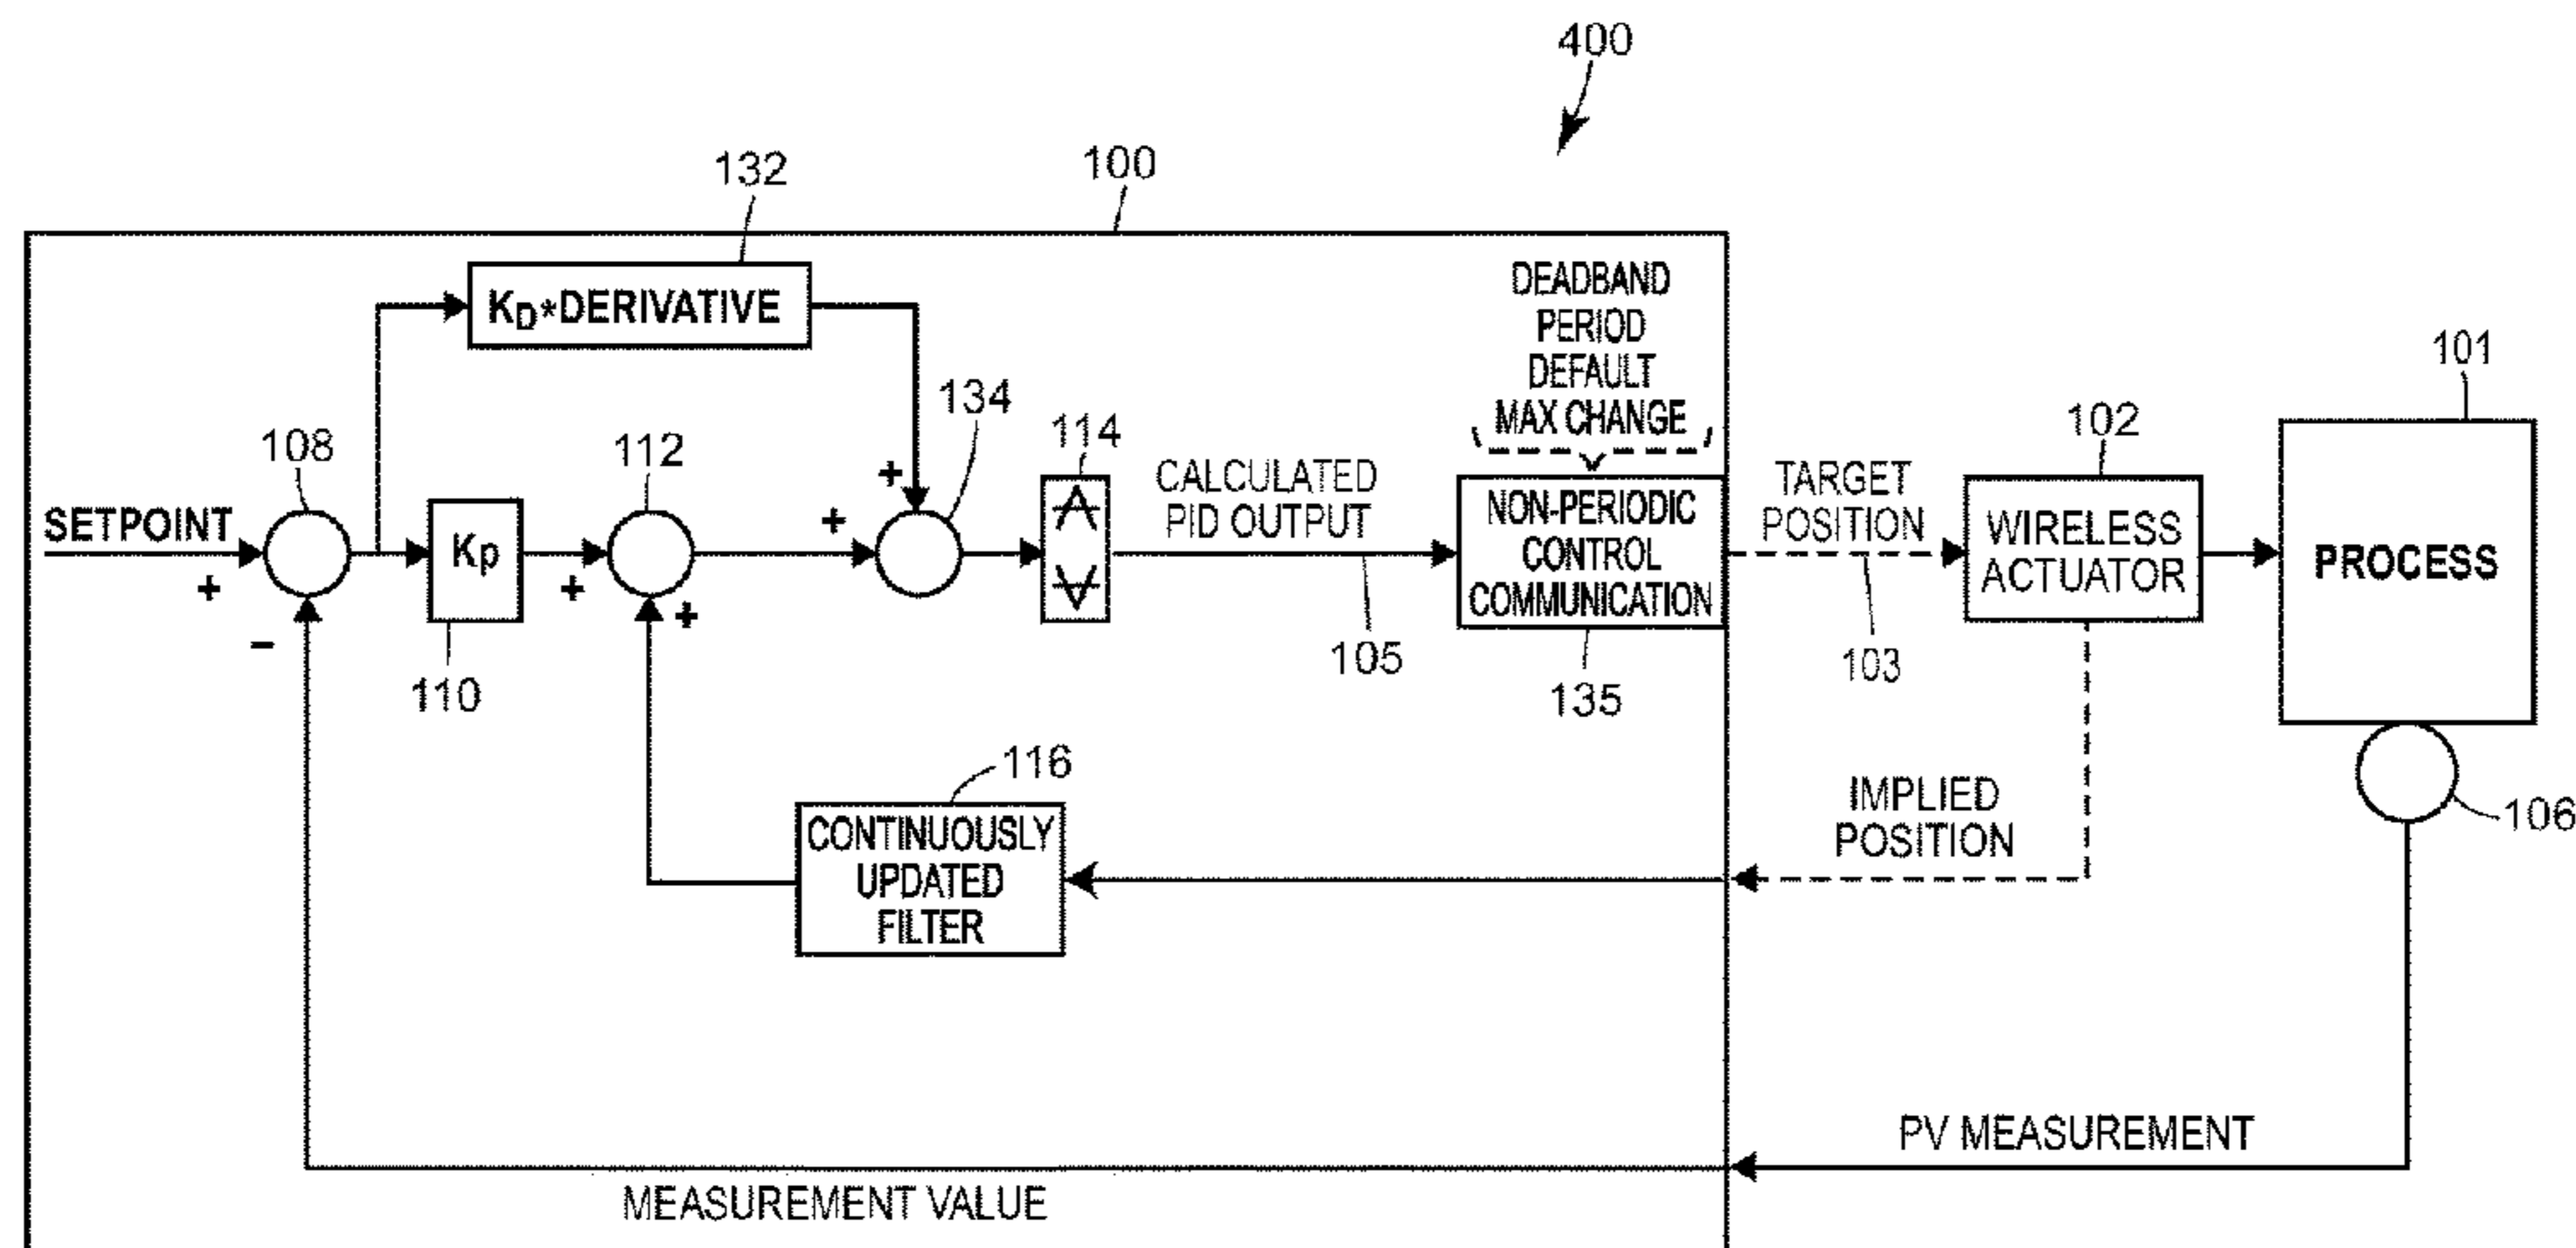 400
132
100
K_D*DERIVATIVE
DEADBAND
PERIOD
DEFAULT
MAX CHANGE
101
108
112
134
114
102
SETPOINT
+
-
Kp
110
+
+
+
+
CALCULATED
PID OUTPUT
105
NON-PERIODIC
CONTROL
COMMUNICATION
135
TARGET
POSITION
103
WIRELESS
ACTUATOR
PROCESS
106
116
CONTINUOUSLY
UPDATED
FILTER
IMPLIED
POSITION
PV MEASUREMENT
MEASUREMENT VALUE